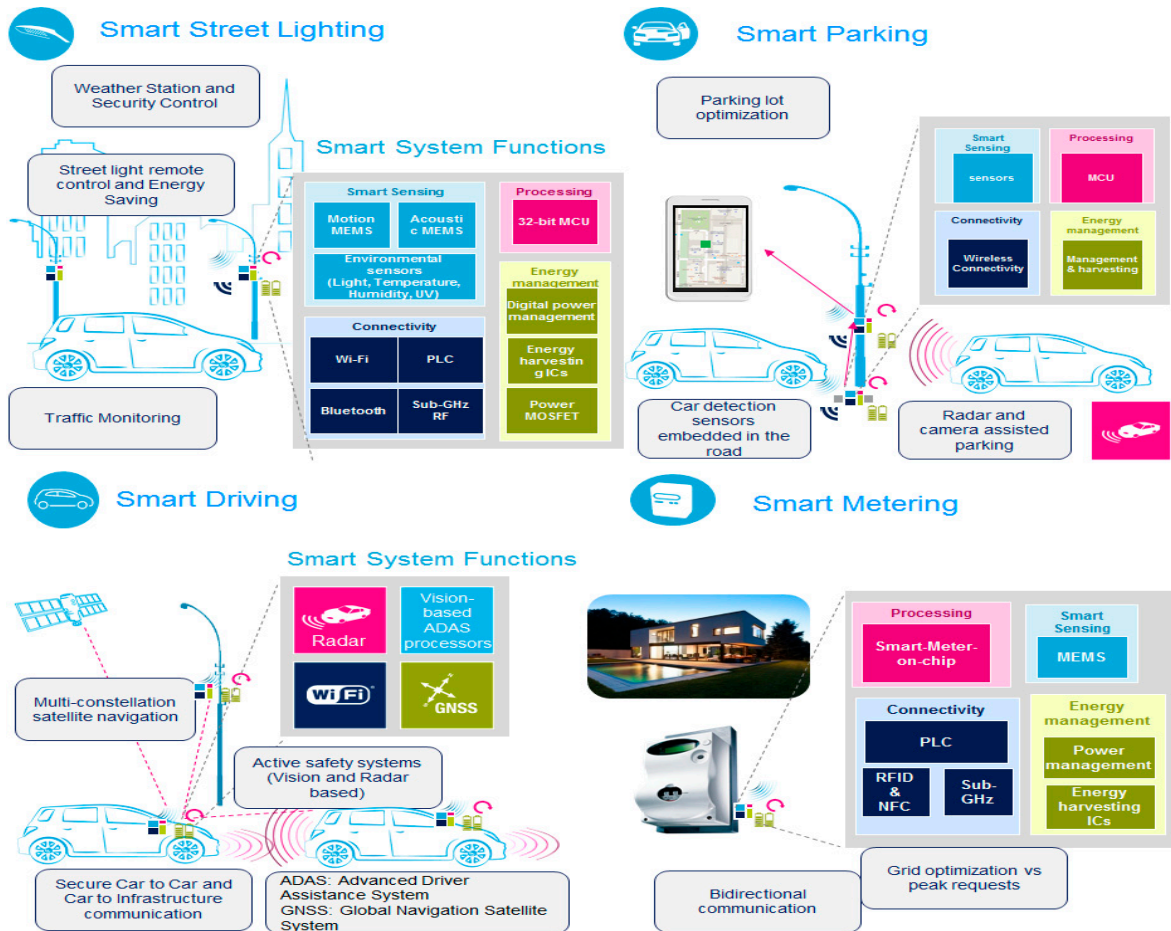 Smart Street Lighting
Weather Station and
Security Control
Street light remote
control and Energy
Saving
Traffic Monitoring
Smart System Functions
Smart Sensing
Motion
MEMS
Acousti
c MEMS
Environmental
sensors
(Light, Temperature,
Humidity, UV)
Processing
32-bit MCU
Connectivity
Wi-Fi
PLC
Bluetooth
Sub-GHz
RF
Energy
management
Digital power
management
Energy
harvestin
g ICs
Power
MOSFET
Smart Parking
Parking lot
optimization
Smart
Sensing
sensors
Processing
MCU
Connectivity
Wireless
Connectivity
Energy
management
Management
& harvesting
Car detection
sensors
embedded in the
road
Radar and
camera assisted
parking
Smart Driving
Smart System Functions
Radar
Vision-
based
ADAS
processors
WiFi
GNSS
Multi-constellation
satellite navigation
Active safety systems
(Vision and Radar
based)
Secure Car to Car and
Car to Infrastructure
communication
ADAS: Advanced Driver
Assistance System
GNSS: Global Navigation Satellite
System
Smart Metering
Processing
Smart-Meter-
on-chip
Smart
Sensing
MEMS
Connectivity
PLC
RFID
&
NFC
Sub-
GHz
Energy
management
Power
management
Energy
harvesting
ICs
Bidirectional
communication
Grid optimization vs
peak requests